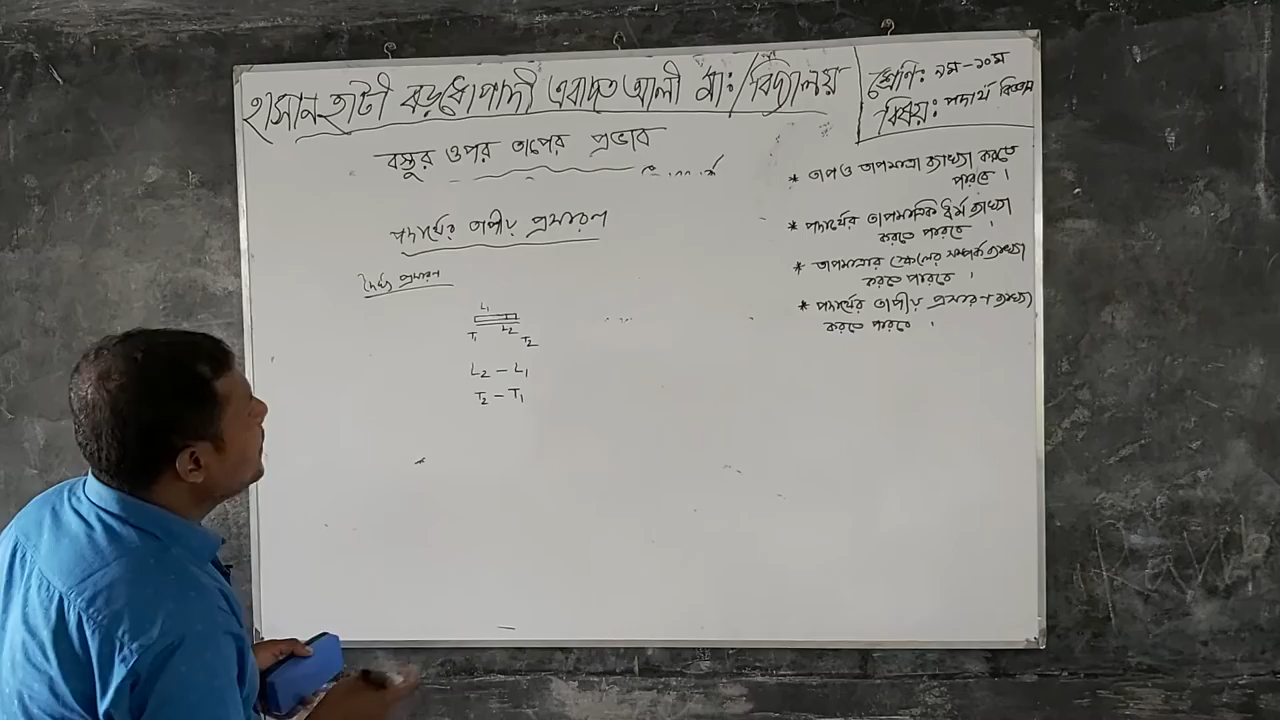 হাসানহাটী বড়ধোপাদী এবাদত আলী মাঃ/বিদ্যালয়
শ্রেণি: ৯ম-১০ম
বিষয়: পদার্থ বিজ্ঞান
বস্তুর ওপর তাপের প্রভাব
পদার্থের তাপীয় প্রসারণ
দৈর্ঘ্য প্রসারণ
L₁
L₂
T₁ T₂
L₂ – L₁
T₂ – T₁
* তাপ ও তাপমাত্রা ব্যাখ্যা করতে
পারবে।
* পদার্থের তাপমানিক ধর্ম ব্যাখ্যা
করতে পারবে।
* তাপমাত্রার স্কেলের সম্পর্ক ব্যাখ্যা
করতে পারবে।
* পদার্থের তাপীয় প্রসারণ ব্যাখ্যা
করতে পারবে।